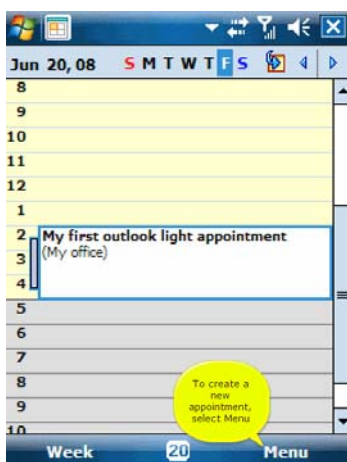 Jun 20, 08 S M T W T F S
8
9
10
11
12
1
2 My first outlook light appointment
(My office)
3
4
5
6
7
8
9
10
To create a
new
appointment,
select Menu
Week 20 Menu